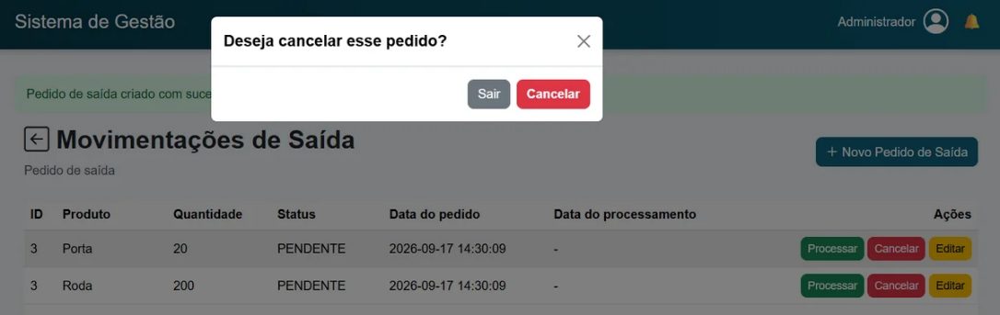 Sistema de Gestão
Administrador
Deseja cancelar esse pedido?
Sair Cancelar
Pedido de saída criado com suce
Movimentações de Saída
+ Novo Pedido de Saída
Pedido de saída
ID Produto Quantidade Status Data do pedido Data do processamento Ações
3 Porta 20 PENDENTE 2026-09-17 14:30:09 - Processar Cancelar Editar
3 Roda 200 PENDENTE 2026-09-17 14:30:09 - Processar Cancelar Editar